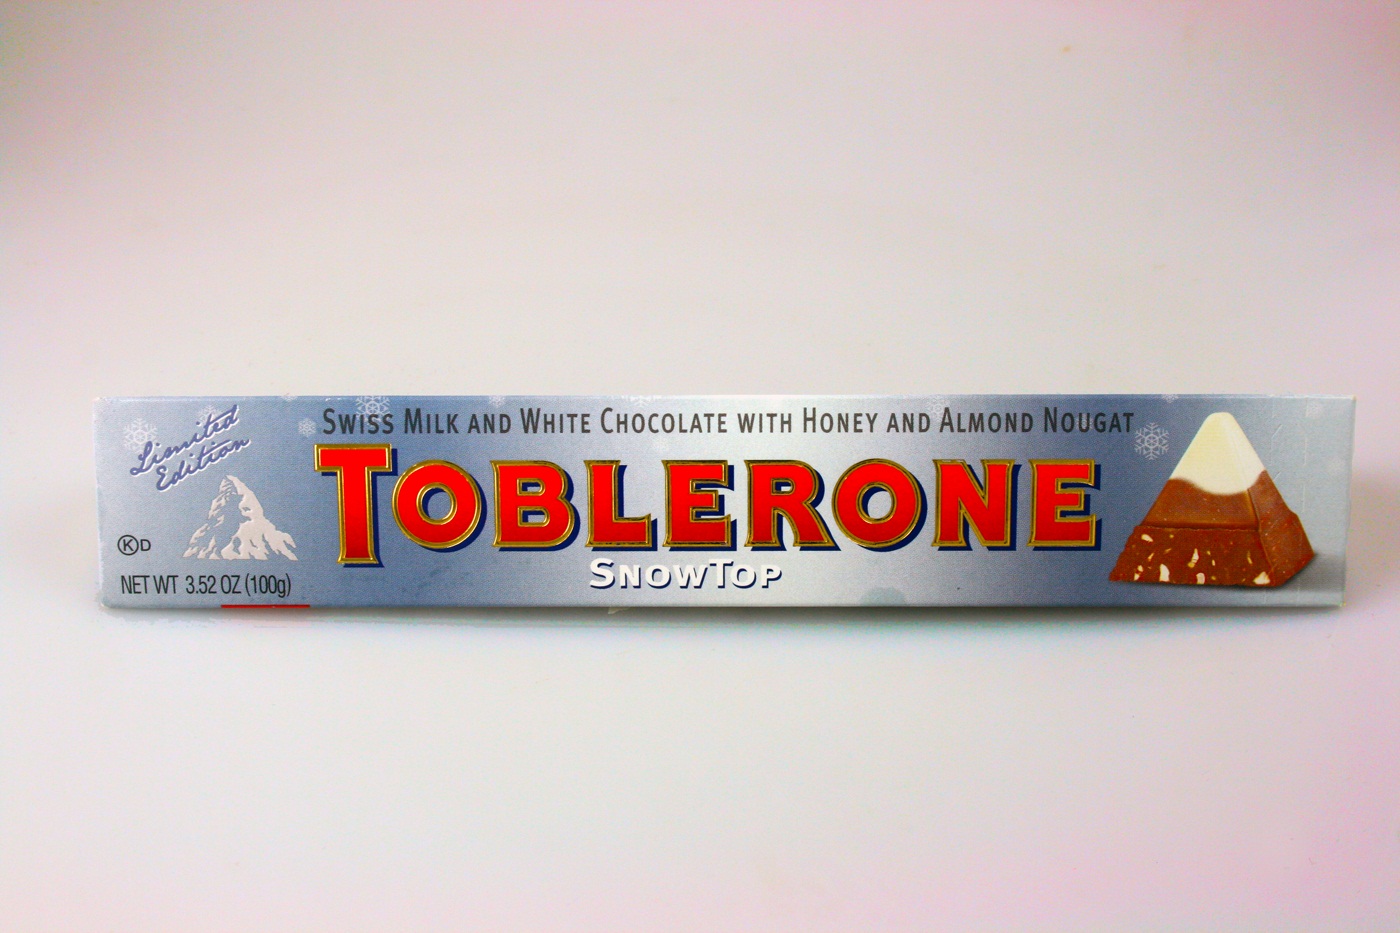 Limited
Edition
SWISS MILK AND WHITE CHOCOLATE WITH HONEY AND ALMOND NOUGAT
TOBLERONE
SNOWTOP
K D
NET WT 3.52 OZ (100g)